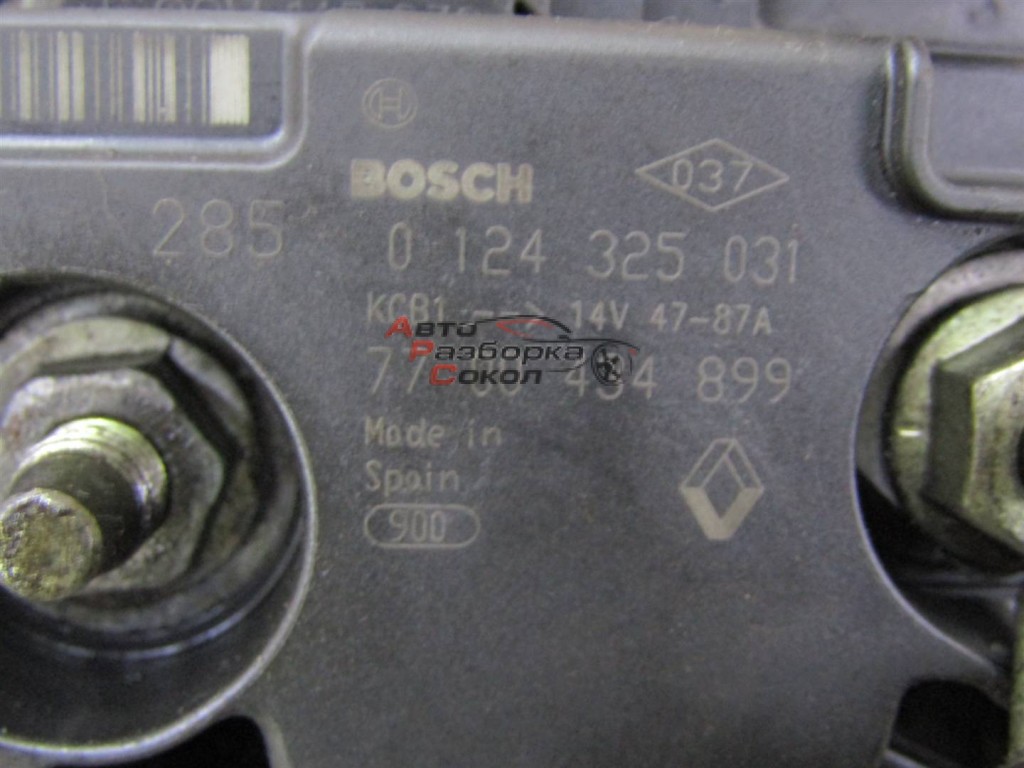 BOSCH
037
285
0 124 325 031
KCB1 14V 47-87A
899
Made in
Spain
900
Авто
Разборка
Сокол